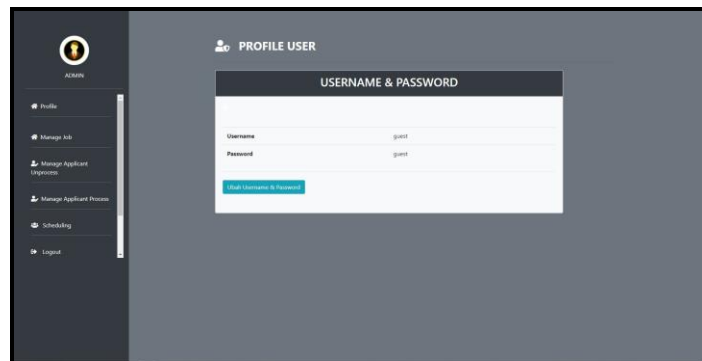 ADMIN
Profile
Manage Job
Manage Applicant
Unprocess
Manage Applicant Process
Scheduling
Logout
PROFILE USER
USERNAME & PASSWORD
Username guest
Password guest
Ubah Username & Password